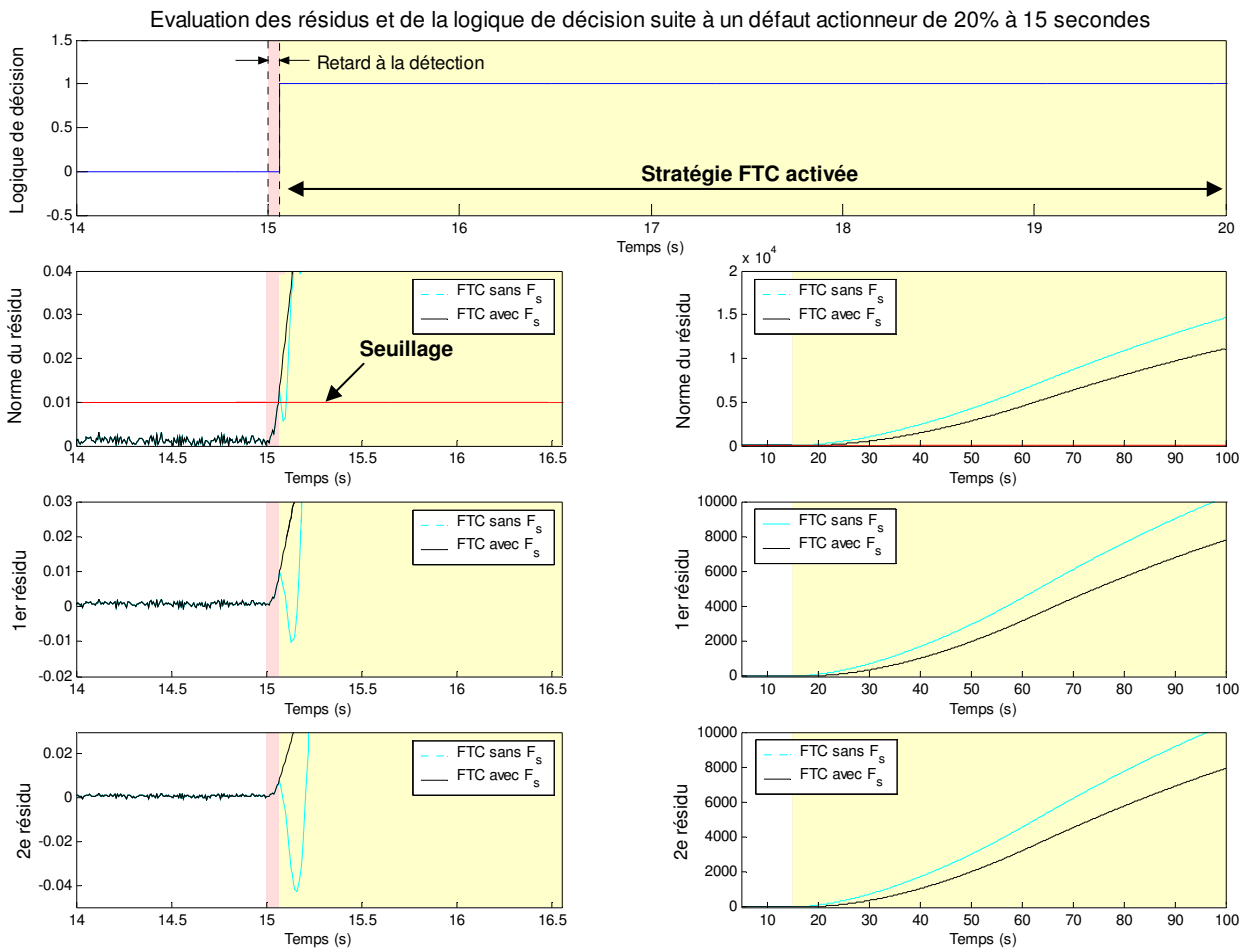 Evaluation des résidus et de la logique de décision suite à un défaut actionneur de 20% à 15 secondes
Logique de décision
1.5
1
0.5
0
-0.5
Retard à la détection
Stratégie FTC activée
14 15 16 17 18 19 20
Temps (s)
Norme du résidu
0.04
0.03
0.02
0.01
0
FTC sans Fs
FTC avec Fs
Seuillage
14 14.5 15 15.5 16 16.5
Temps (s)
x 10^4
Norme du résidu
2
1.5
1
0.5
0
FTC sans Fs
FTC avec Fs
10 20 30 40 50 60 70 80 90 100
Temps (s)
1er résidu
0.03
0.02
0.01
0
-0.01
-0.02
FTC sans Fs
FTC avec Fs
14 14.5 15 15.5 16 16.5
Temps (s)
1er résidu
10000
8000
6000
4000
2000
0
FTC sans Fs
FTC avec Fs
10 20 30 40 50 60 70 80 90 100
Temps (s)
2e résidu
0.02
0
-0.02
-0.04
FTC sans Fs
FTC avec Fs
14 14.5 15 15.5 16 16.5
Temps (s)
2e résidu
10000
8000
6000
4000
2000
0
FTC sans Fs
FTC avec Fs
10 20 30 40 50 60 70 80 90 100
Temps (s)